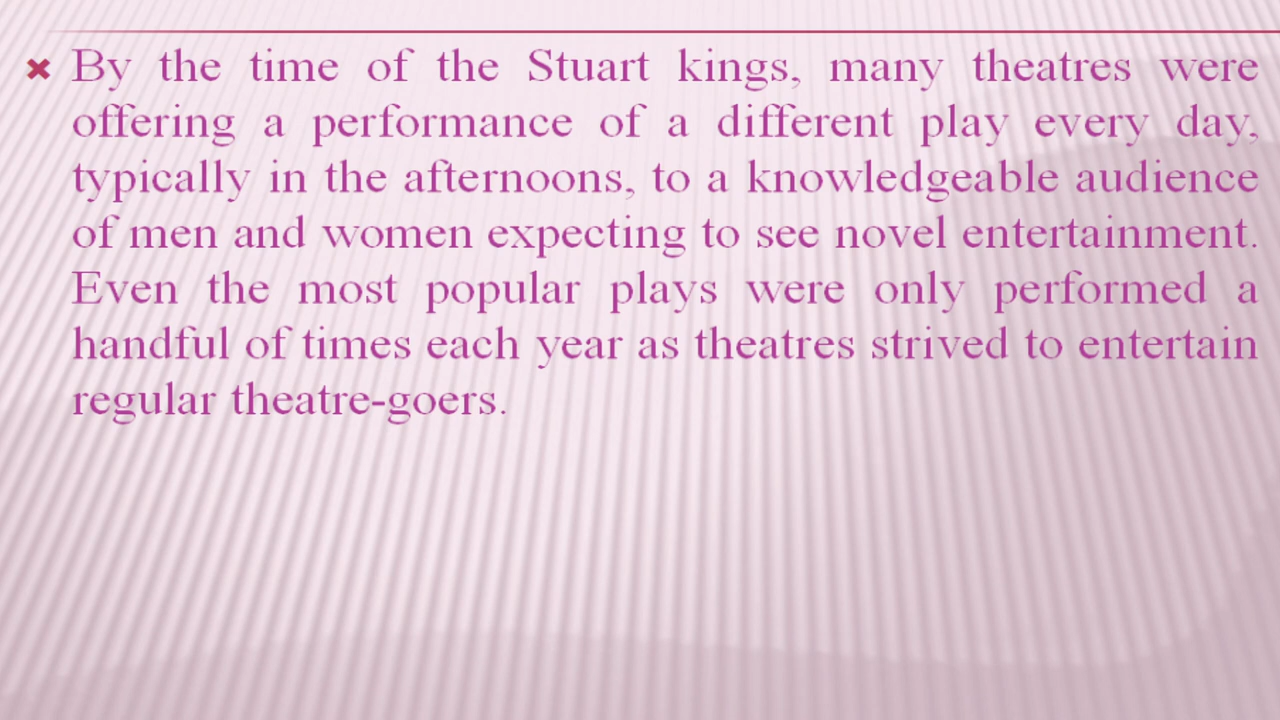 By the time of the Stuart kings, many theatres were
offering a performance of a different play every day,
typically in the afternoons, to a knowledgeable audience
of men and women expecting to see novel entertainment.
Even the most popular plays were only performed a
handful of times each year as theatres strived to entertain
regular theatre-goers.